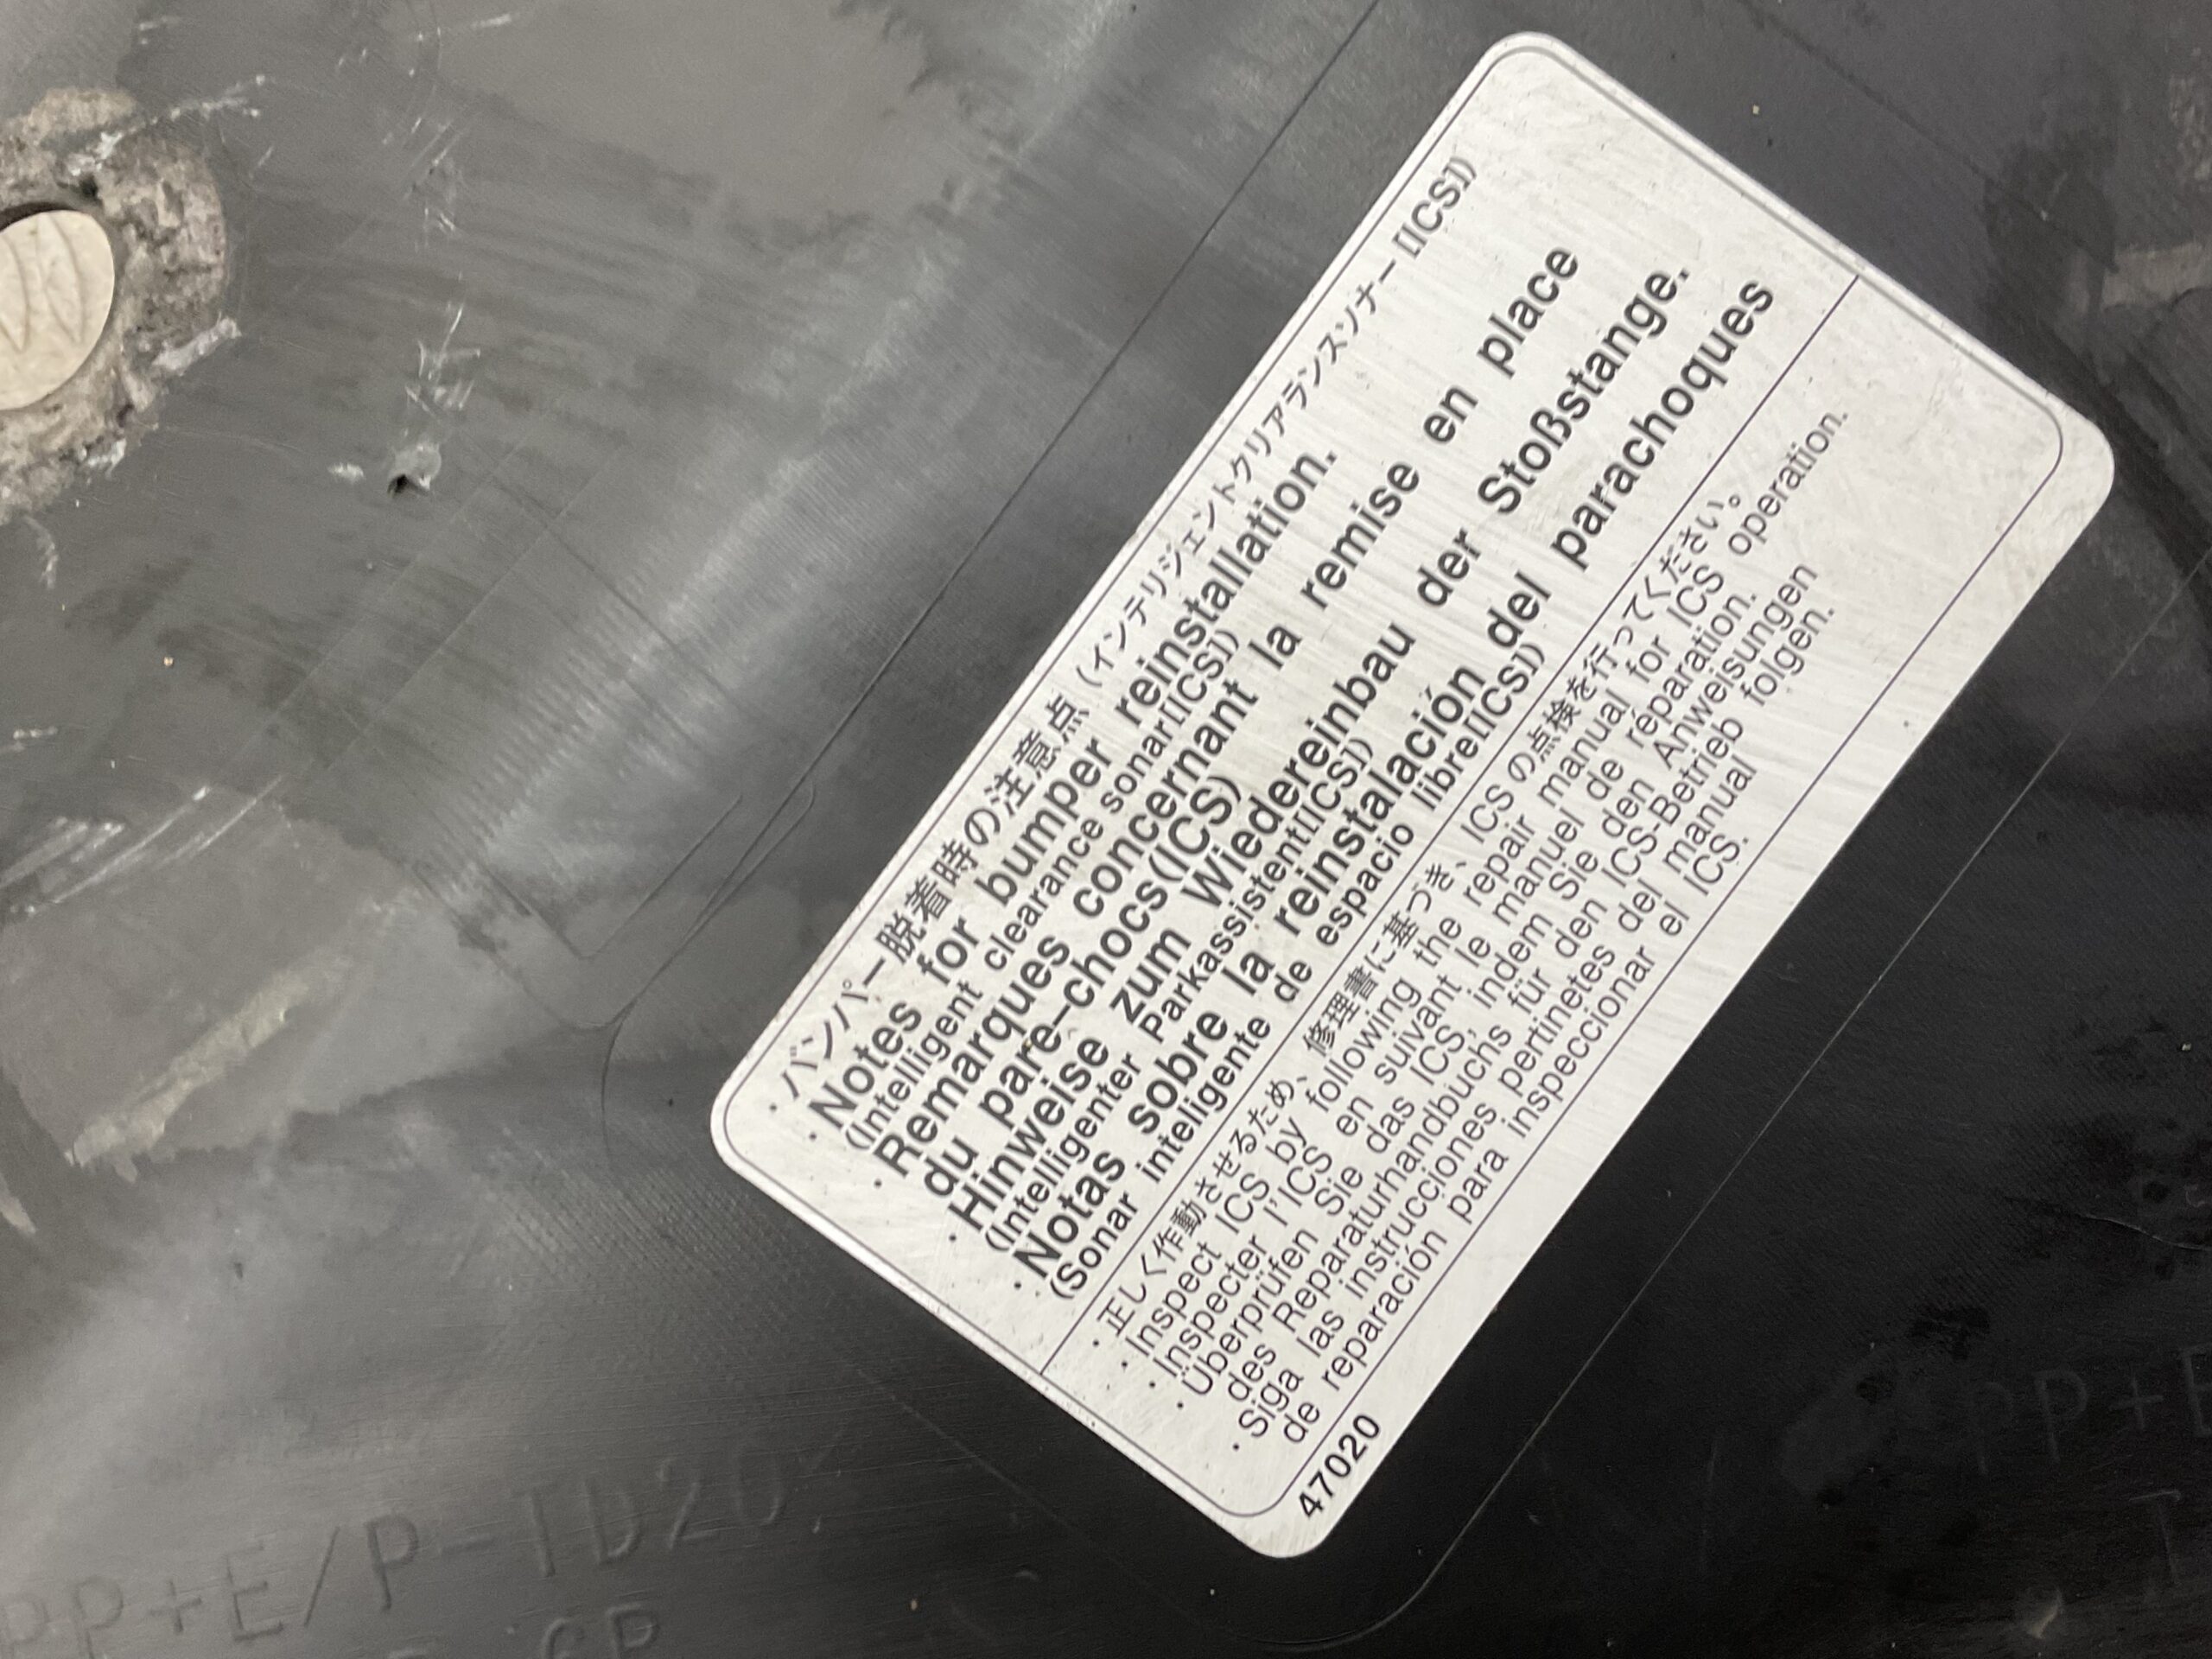 ・バンパー脱着時の注意点（インテリジェントクリアランスソナー[ICS]）
・Notes for bumper reinstallation.
(Intelligent clearance sonar[ICS])
・Remarques concernant la remise en place
du pare-chocs(ICS)
・Hinweise zum Wiedereinbau der Stoßstange.
(Intelligenter Parkassistent[ICS])
・Notas sobre la reinstalación del parachoques
(Sonar inteligente de espacio libre[ICS])
・正しく作動させるため、修理書に基づき、ICS の点検を行ってください。
・Inspect ICS by following the repair manual for ICS operation.
・Inspecter l'ICS en suivant le manuel de réparation.
・Überprüfen Sie das ICS, indem Sie den Anweisungen
des Reparaturhandbuchs für den ICS-Betrieb folgen.
・Siga las instrucciones pertinetes del manual
de reparación para inspeccionar el ICS.
47020
PP+E/P-TD20
PP+E